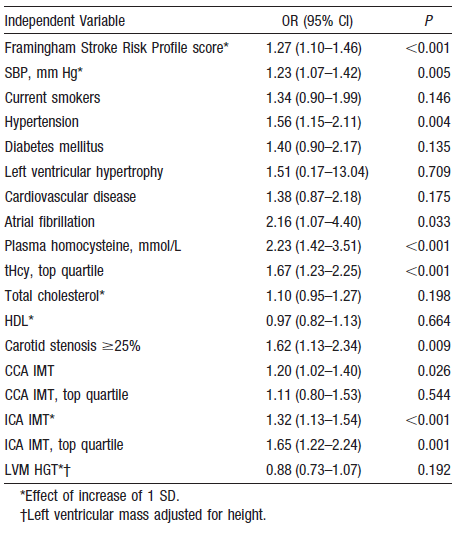 Independent Variable OR (95% CI) P
Framingham Stroke Risk Profile score* 1.27 (1.10–1.46) <0.001
SBP, mm Hg* 1.23 (1.07–1.42) 0.005
Current smokers 1.34 (0.90–1.99) 0.146
Hypertension 1.56 (1.15–2.11) 0.004
Diabetes mellitus 1.40 (0.90–2.17) 0.135
Left ventricular hypertrophy 1.51 (0.17–13.04) 0.709
Cardiovascular disease 1.38 (0.87–2.18) 0.175
Atrial fibrillation 2.16 (1.07–4.40) 0.033
Plasma homocysteine, mmol/L 2.23 (1.42–3.51) <0.001
tHcy, top quartile 1.67 (1.23–2.25) <0.001
Total cholesterol* 1.10 (0.95–1.27) 0.198
HDL* 0.97 (0.82–1.13) 0.664
Carotid stenosis ≥25% 1.62 (1.13–2.34) 0.009
CCA IMT 1.20 (1.02–1.40) 0.026
CCA IMT, top quartile 1.11 (0.80–1.53) 0.544
ICA IMT* 1.32 (1.13–1.54) <0.001
ICA IMT, top quartile 1.65 (1.22–2.24) 0.001
LVM HGT*† 0.88 (0.73–1.07) 0.192
*Effect of increase of 1 SD.
†Left ventricular mass adjusted for height.